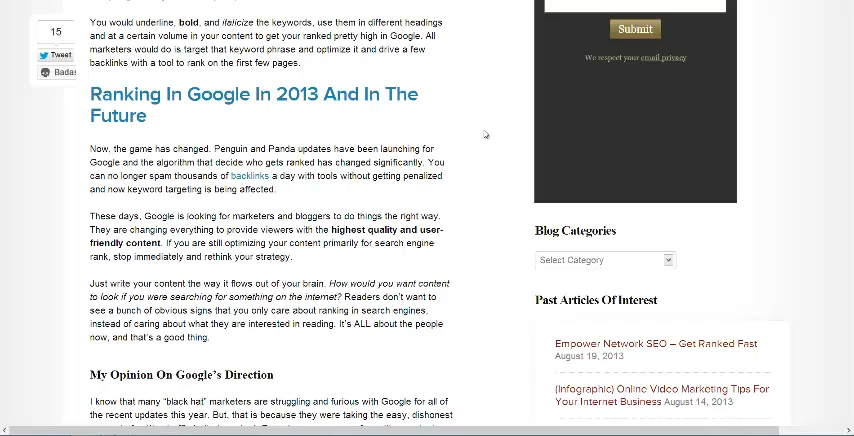 You would underline, bold, and italicize the keywords, use them in different headings
and at a certain volume in your content to get your ranked pretty high in Google. All
marketers would do is target that keyword phrase and optimize it and drive a few
backlinks with a tool to rank on the first few pages.
15
Tweet
Badas
Ranking In Google In 2013 And In The
Future
Now, the game has changed. Penguin and Panda updates have been launching for
Google and the algorithm that decide who gets ranked has changed significantly. You
can no longer spam thousands of backlinks a day with tools without getting penalized
and now keyword targeting is being affected.
These days, Google is looking for marketers and bloggers to do things the right way.
They are changing everything to provide viewers with the highest quality and user-
friendly content. If you are still optimizing your content primarily for search engine
rank, stop immediately and rethink your strategy.
Just write your content the way it flows out of your brain. How would you want content
to look if you were searching for something on the internet? Readers don't want to
see a bunch of obvious signs that you only care about ranking in search engines,
instead of caring about what they are interested in reading. It's ALL about the people
now, and that's a good thing.
My Opinion On Google's Direction
I know that many "black hat" marketers are struggling and furious with Google for all of
the recent updates this year. But, that is because they were taking the easy, dishonest
Submit
We respect your email privacy
Blog Categories
Select Category
Past Articles Of Interest
Empower Network SEO – Get Ranked Fast
August 19, 2013
(Infographic) Online Video Marketing Tips For
Your Internet Business August 14, 2013